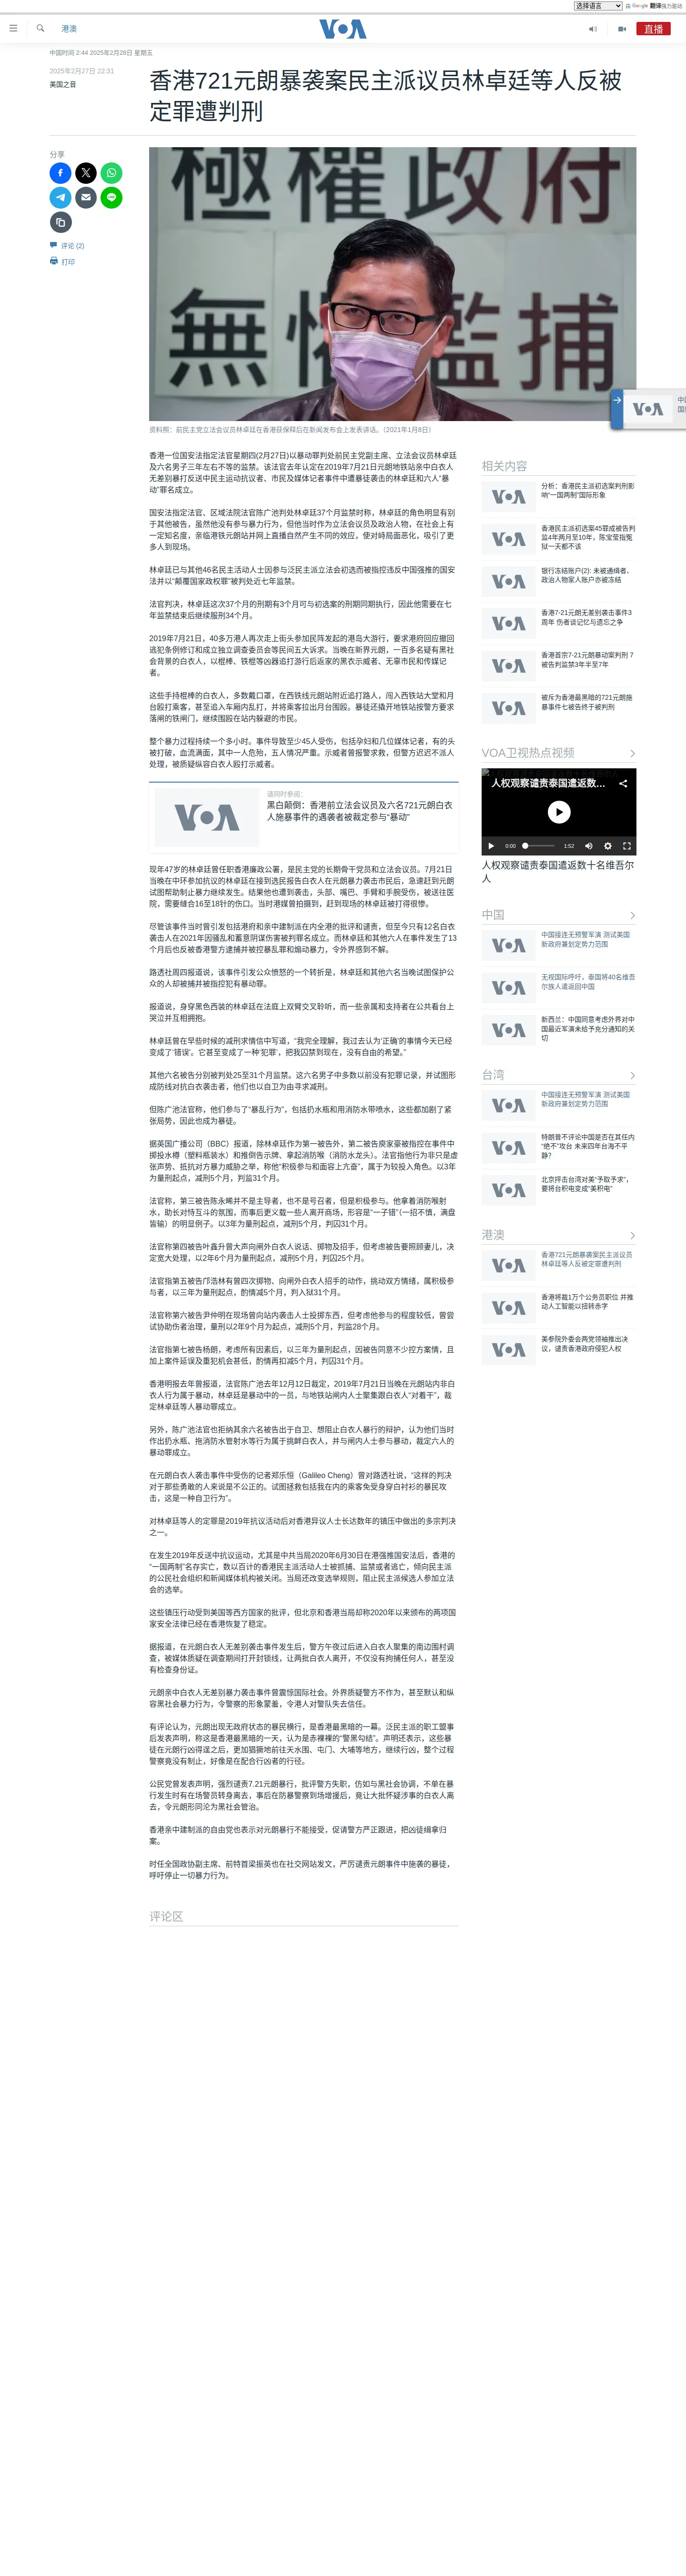 选择语言
由 Google 翻译强力驱动
港澳
VOA
直播
中国时间 2:44 2025年2月28日 星期五
2025年2月27日 22:31
美国之音
香港721元朗暴袭案民主派议员林卓廷等人员被
定罪遭判刑
分享
评论 (2)
打印
極權政府
無 監捕
资料照：前民主党立法会议员林卓廷在香港获保释后在新闻发布会上发表讲话。（2021年1月8日）
香港一位国安法指定法官星期四(2月27日)以暴动罪判处前民主党副主席、立法会议员林卓廷
及六名男子三年左右不等的监禁。该法官去年认定在2019年7月21日元朗地铁站亲中白衣人
无差别暴打反送中民主运动抗议者、市民及媒体记者事件中遭暴徒袭击的林卓廷和六人“暴
动”罪名成立。
国安法指定法官、区域法院法官陈广池判处林卓廷37个月监禁时称，林卓廷的角色明显有别
于其他被告，虽然他没有参与暴力行为，但他当时作为立法会议员及政治人物，在社会上有
一定知名度，亲临港铁元朗站并网上直播自然产生不同的效应，使对峙局面恶化，吸引了更
多人到现场。
林卓廷已与其他46名民主活动人士因参与泛民主派立法会初选而被指控违反中国强推的国安
法并以“颠覆国家政权罪”被判处近七年监禁。
法官判决，林卓廷这次37个月的刑期有3个月可与初选案的刑期同期执行，因此他需要在七
年监禁结束后继续服刑34个月。
2019年7月21日，40多万港人再次走上街头参加民阵发起的港岛大游行，要求港府回应撤回
逃犯条例修订和成立独立调查委员会等民间五大诉求。当晚在新界元朗，一百多名疑有黑社
会背景的白衣人，以棍棒、铁棍等凶器追打游行后返家的黑衣示威者、无辜市民和传媒记
者。
这些手持棍棒的白衣人，多数戴口罩，在西铁线元朗站附近追打路人，闯入西铁站大堂和月
台殴打乘客，甚至追入车厢内乱打，并将乘客拉出月台围殴。暴徒还撬开地铁站按警方要求
落闸的铁闸门，继续围殴在站内躲避的市民。
整个暴力过程持续一个多小时。事件导致至少45人受伤，包括孕妇和几位媒体记者，有的头
被打破，血流满面，其中一人危殆，五人情况严重。示威者曾报警求救，但警方迟迟不派人
处理，被质疑纵容白衣人殴打示威者。
VOA
请同时参阅：
黑白颠倒：香港前立法会议员及六名721元朗白衣
人施暴事件的遇袭者被裁定参与“暴动”
现年47岁的林卓廷曾任职香港廉政公署，是民主党的长期骨干党员和立法会议员。7月21日
当晚在中环参加抗议的林卓廷在接到选民报告白衣人在元朗暴力袭击市民后，急速赶到元朗
试图帮助制止暴力继续发生。结果他也遭到袭击，头部、嘴巴、手臂和手腕受伤，被送往医
院，需要缝合16至18针的伤口。当时港媒曾拍摄到，赶到现场的林卓廷被打得很惨。
尽管该事件当时曾引发包括港府和亲中建制派在内全港的批评和谴责，但至今只有12名白衣
袭击人在2021年因骚乱和蓄意阴谋伤害被判罪名成立。而林卓廷和其他六人在事件发生了13
个月后也反被香港警方逮捕并被控暴乱罪和煽动暴力，令外界感到不解。
路透社周四报道说，该事件引发公众愤怒的一个转折是，林卓廷和其他六名当晚试图保护公
众的人却被捕并被指控犯有暴动罪。
报道说，身穿黑色西装的林卓廷在法庭上双臂交叉聆听，而一些亲属和支持者在公共看台上
哭泣并互相拥抱。
林卓廷曾在早些时候的减刑求情信中写道，“我完全理解，我过去认为‘正确’的事情今天已经
变成了‘错误’。它甚至变成了一种‘犯罪’，把我囚禁到现在，没有自由的希望。”
其他六名被告分别被判处25至31个月监禁。这六名男子中多数以前没有犯罪记录，并试图形
成防线对抗白衣袭击者，他们也以自卫为由寻求减刑。
但陈广池法官称，他们参与了“暴乱行为”，包括扔水瓶和用消防水带喷水，这些都加剧了紧
张局势，因此也成为暴徒。
据英国广播公司（BBC）报道，除林卓廷作为第一被告外，第二被告庾家豪被指控在事件中
掷投水樽（塑料瓶装水）和推倒告示牌、拿起消防喉（消防水龙头）。法官指他行为非只是虚
张声势、抵抗对方暴力威胁之举，称他“积极参与和面容上亢奋”，属于为较投入角色。以3年
为量刑起点，减刑5个月，判监31个月。
法官称，第三被告陈永晞并不是主导者，也不是号召者，但是积极参与。他拿着消防喉射
水，助长对恃互斗的氛围，而事后更义载一些人离开商场，形容是“一子错”（一招不慎，满盘
皆输）的明显例子。以3年为量刑起点，减刑5个月，判囚31个月。
法官称第四被告叶鑫升曾大声向闸外白衣人说话、掷物及招手，但考虑被告要照顾妻儿，决
定宽大处理，以2年6个月为量刑起点，减刑5个月，判囚25个月。
法官指第五被告邝浩林有曾四次掷物、向闸外白衣人招手的动作，挑动双方情绪，属积极参
与者，以三年为量刑起点，酌情减5个月，判入狱31个月。
法官称第六被告尹仲明在现场曾向站内袭击人士投掷东西，但考虑他参与的程度较低，曾尝
试协助伤者治理，量刑以2年9个月为起点，减刑5个月，判监28个月。
法官指第七被告杨朗，考虑所有因素后，以三年为量刑起点，因被告同意不少控方案情，且
加上案件延误及重犯机会甚低，酌情再扣减5个月，判囚31个月。
香港明报去年曾报道，法官陈广池去年12月12日裁定，2019年7月21日当晚在元朗站内非白
衣人行为属于暴动，林卓廷是暴动中的一员，与地铁站闸内人士聚集跟白衣人“对着干”，裁
定林卓廷等人暴动罪成立。
另外，陈广池法官也拒纳其余六名被告出于自卫、想阻止白衣人暴行的辩护，认为他们当时
作出扔水瓶、拖消防水管射水等行为属于挑衅白衣人，并与闸内人士参与暴动，裁定六人的
暴动罪成立。
在元朗白衣人袭击事件中受伤的记者郑乐恒（Galileo Cheng）曾对路透社说，“这样的判决
对于那些勇敢的人来说是不公正的。试图拯救包括我在内的乘客免受身穿白衬衫的暴民攻
击，这是一种自卫行为”。
对林卓廷等人的定罪是2019年抗议活动后对香港异议人士长达数年的镇压中做出的多宗判决
之一。
在发生2019年反送中抗议运动，尤其是中共当局2020年6月30日在港强推国安法后，香港的
“一国两制”名存实亡，数以百计的香港民主派活动人士被抓捕、监禁或者逃亡，倾向民主派
的公民社会组织和新闻媒体机构被关闭。当局还改变选举规则，阻止民主派候选人参加立法
会的选举。
这些镇压行动受到美国等西方国家的批评，但北京和香港当局却称2020年以来颁布的两项国
家安全法律已经在香港恢复了稳定。
据报道，在元朗白衣人无差别袭击事件发生后，警方午夜过后进入白衣人聚集的南边围村调
查，被媒体质疑在调查期间打开封锁线，让两批白衣人离开，不仅没有拘捕任何人，甚至没
有检查身份证。
元朗亲中白衣人无差别暴力袭击事件曾震惊国际社会。外界质疑警方不作为，甚至默认和纵
容黑社会暴力行为，令警察的形象蒙羞，令港人对警队失去信任。
有评论认为，元朗出现无政府状态的暴民横行，是香港最黑暗的一幕。泛民主派的职工盟事
后发表声明，称这是香港最黑暗的一天，认为是赤裸裸的“警黑勾结”。声明还表示，这些暴
徒在元朗行凶得逞之后，更加猖獗地前往天水围、屯门、大埔等地方，继续行凶，整个过程
警察竟没有制止，好像是在配合行凶者的行径。
公民党曾发表声明，强烈谴责7.21元朗暴行，批评警方失职，仿如与黑社会协调，不单在暴
行发生时有在场警员转身离去，事后在防暴警察到场增援后，竟让大批怀疑涉事的白衣人离
去，令元朗形同沦为黑社会管治。
香港亲中建制派的自由党也表示对元朗暴行不能接受，促请警方严正跟进，把凶徒缉拿归
案。
时任全国政协副主席、前特首梁振英也在社交网站发文，严厉谴责元朗事件中施袭的暴徒，
呼吁停止一切暴力行为。
评论区
VOA
中国
国新
相关内容
VOA
分析：香港民主派初选案判刑影
响“一国两制”国际形象
VOA
香港民主派初选案45罪成被告判
监4年两月至10年，陈宝莹指冤
狱一天都不该
VOA
银行冻结账户(2): 未被通缉者、
政治人物家人账户亦被冻结
VOA
香港7-21元朗无差别袭击事件3
周年 伤者谈记忆与遗忘之争
VOA
香港首宗7-21元朗暴动案判刑 7
被告判监禁3年半至7年
VOA
被斥为香港最黑暗的721元朗施
暴事件七被告终于被判刑
VOA卫视热点视频
人权观察谴责泰国遣返数...
0:00
1:52
人权观察谴责泰国遣返数十名维吾尔
人
中国
VOA
中国接连无预警军演 测试美国
新政府兼划定势力范围
VOA
无视国际呼吁，泰国将40名维吾
尔族人遣返回中国
VOA
新西兰：中国同意考虑外界对中
国最近军演未给予充分通知的关
切
台湾
VOA
中国接连无预警军演 测试美国
新政府兼划定势力范围
VOA
特朗普不评论中国是否在其任内
“绝不”攻台 未来四年台海不平
静?
VOA
北京抨击台湾对美“予取予求”，
要将台积电变成“美积电”
港澳
VOA
香港721元朗暴袭案民主派议员
林卓廷等人反被定罪遭判刑
VOA
香港将裁1万个公务员职位 并推
动人工智能以扭转赤字
VOA
美参院外委会两党领袖推出决
议，谴责香港政府侵犯人权